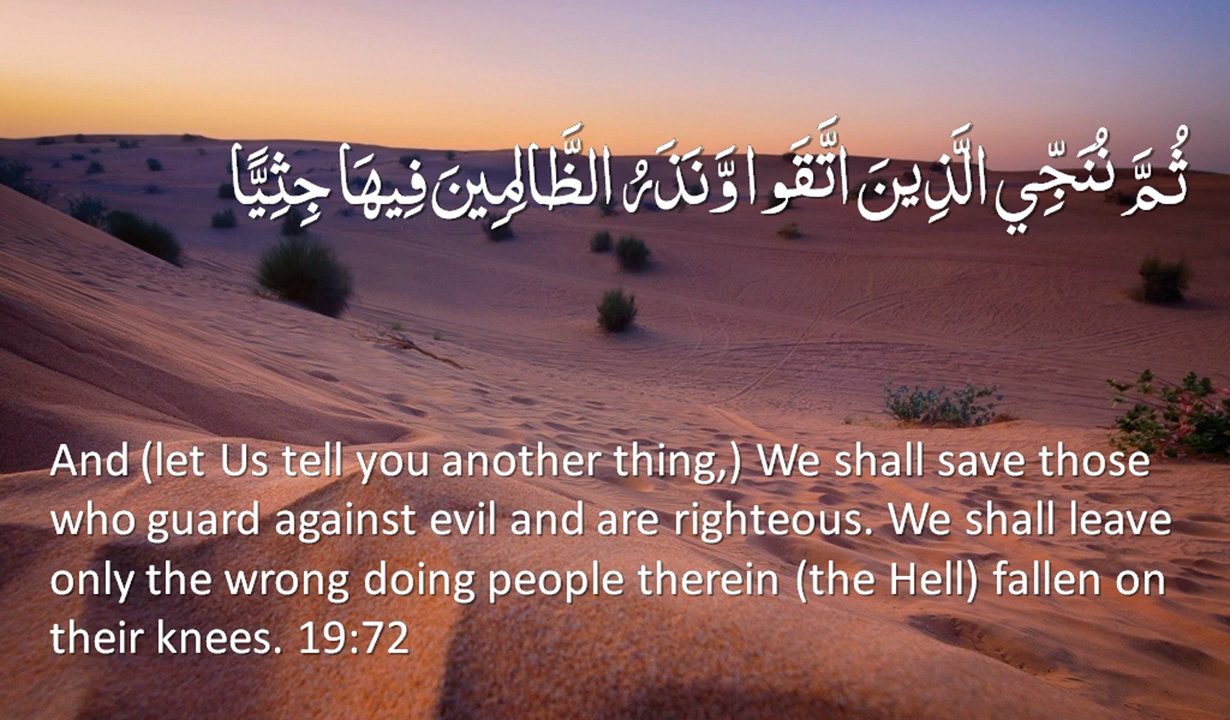 ثُمَّ نُنَجِّي الَّذِينَ اتَّقَوا وَّنَذَرُ الظَّالِمِينَ فِيهَا جِثِيًّا
And (let Us tell you another thing,) We shall save those
who guard against evil and are righteous. We shall leave
only the wrong doing people therein (the Hell) fallen on
their knees. 19:72